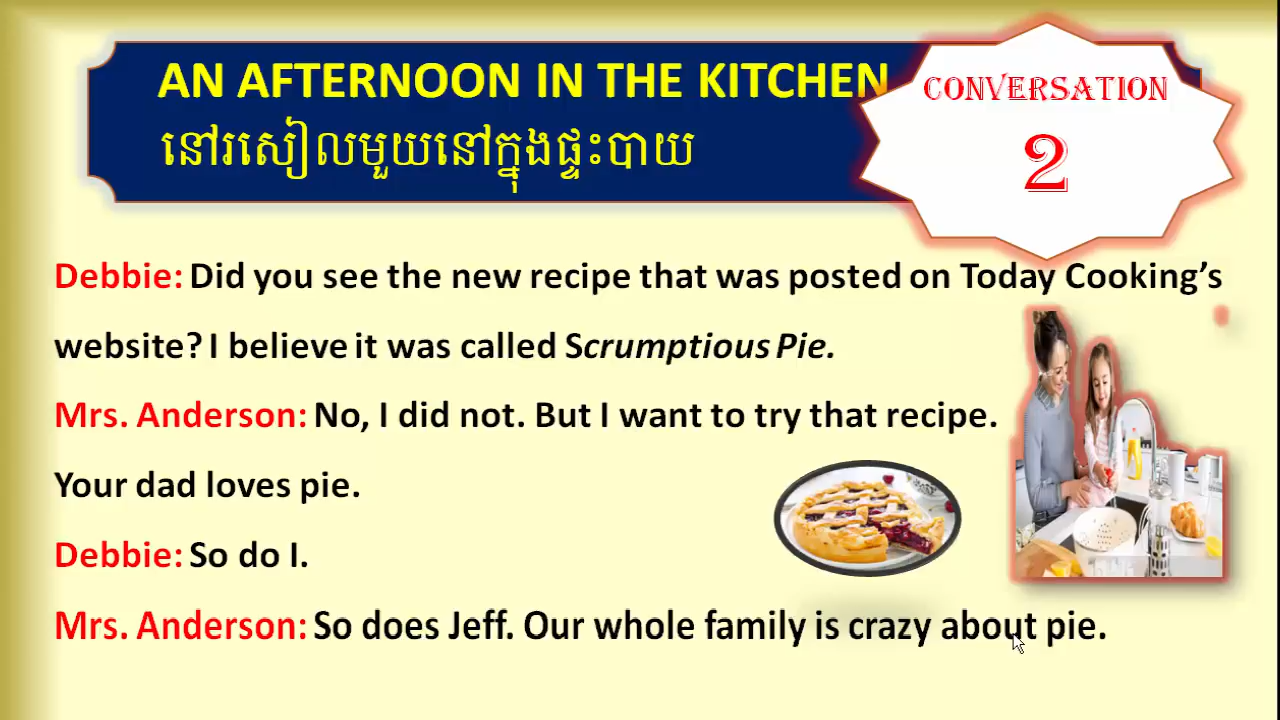 AN AFTERNOON IN THE KITCHEN
នៅរសៀលមួយនៅក្នុងផ្ទះបាយ
CONVERSATION
2
Debbie: Did you see the new recipe that was posted on Today Cooking’s
website? I believe it was called Scrumptious Pie.
Mrs. Anderson: No, I did not. But I want to try that recipe.
Your dad loves pie.
Debbie: So do I.
Mrs. Anderson: So does Jeff. Our whole family is crazy about pie.